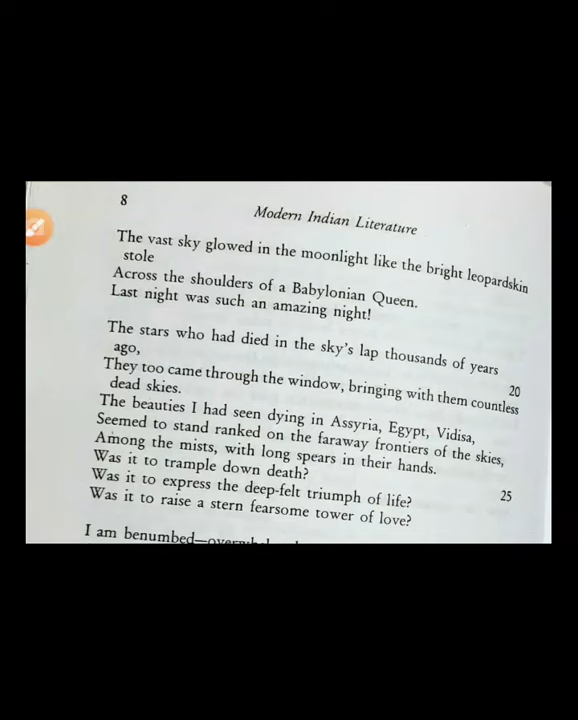 8
Modern Indian Literature
The vast sky glowed in the moonlight like the bright leopardskin
stole
Across the shoulders of a Babylonian Queen.
Last night was such an amazing night!
The stars who had died in the sky's lap thousands of years
ago,
20
They too came through the window, bringing with them countless
dead skies.
The beauties I had seen dying in Assyria, Egypt, Vidisa,
Seemed to stand ranked on the faraway frontiers of the skies,
Among the mists, with long spears in their hands.
Was it to trample down death?
25
Was it to express the deep-felt triumph of life?
Was it to raise a stern fearsome tower of love?
I am benumbed—